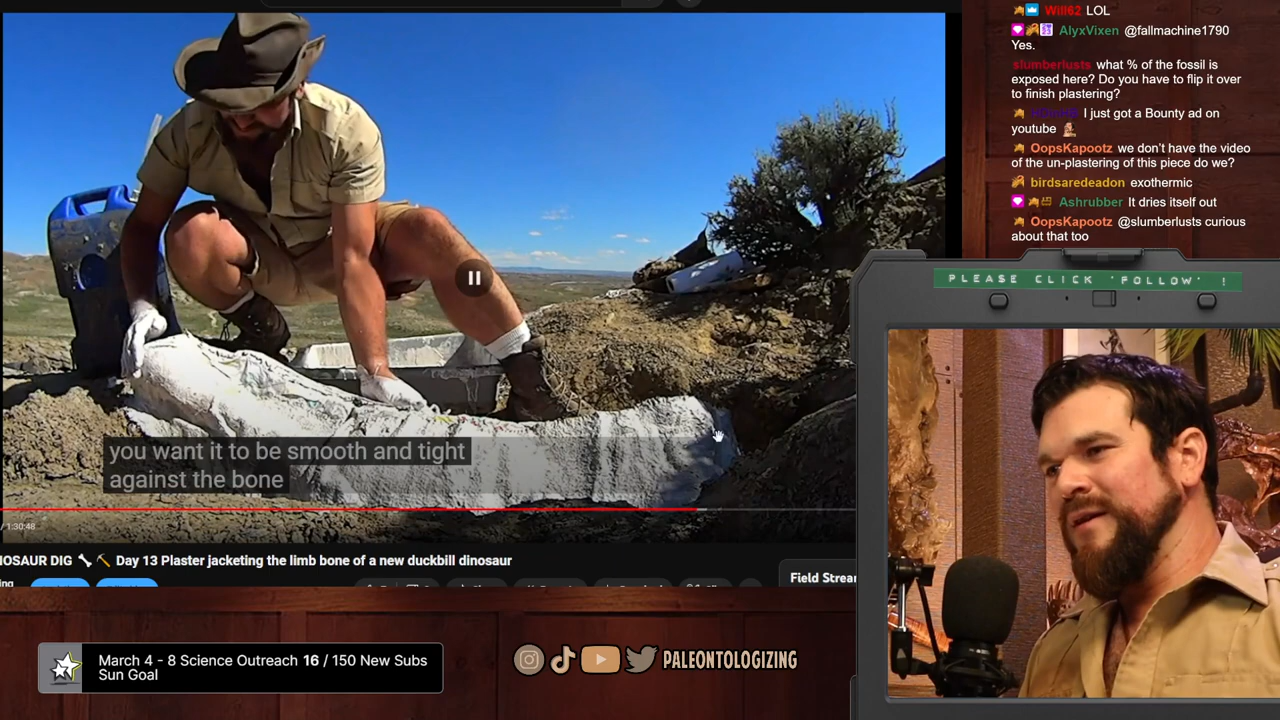 Will62 LOL
AlyxVixen @fallmachine1790
Yes.
slumberlusts what % of the fossil is
exposed here? Do you have to flip it over
to finish plastering?
I just got a Bounty ad on
youtube
OopsKapootz we don't have the video
of the un-plastering of this piece do we?
birdsaredeadon exothermic
Ashrubber It dries itself out
OopsKapootz @slumberlusts curious
about that too
PLEASE CLICK 'FOLLOW' !
you want it to be smooth and tight
against the bone
/ 1:30:48
NOSAUR DIG Day 13 Plaster jacketing the limb bone of a new duckbill dinosaur
Field Strean
March 4 - 8 Science Outreach 16 / 150 New Subs
Sun Goal
PALEONTOLOGIZING